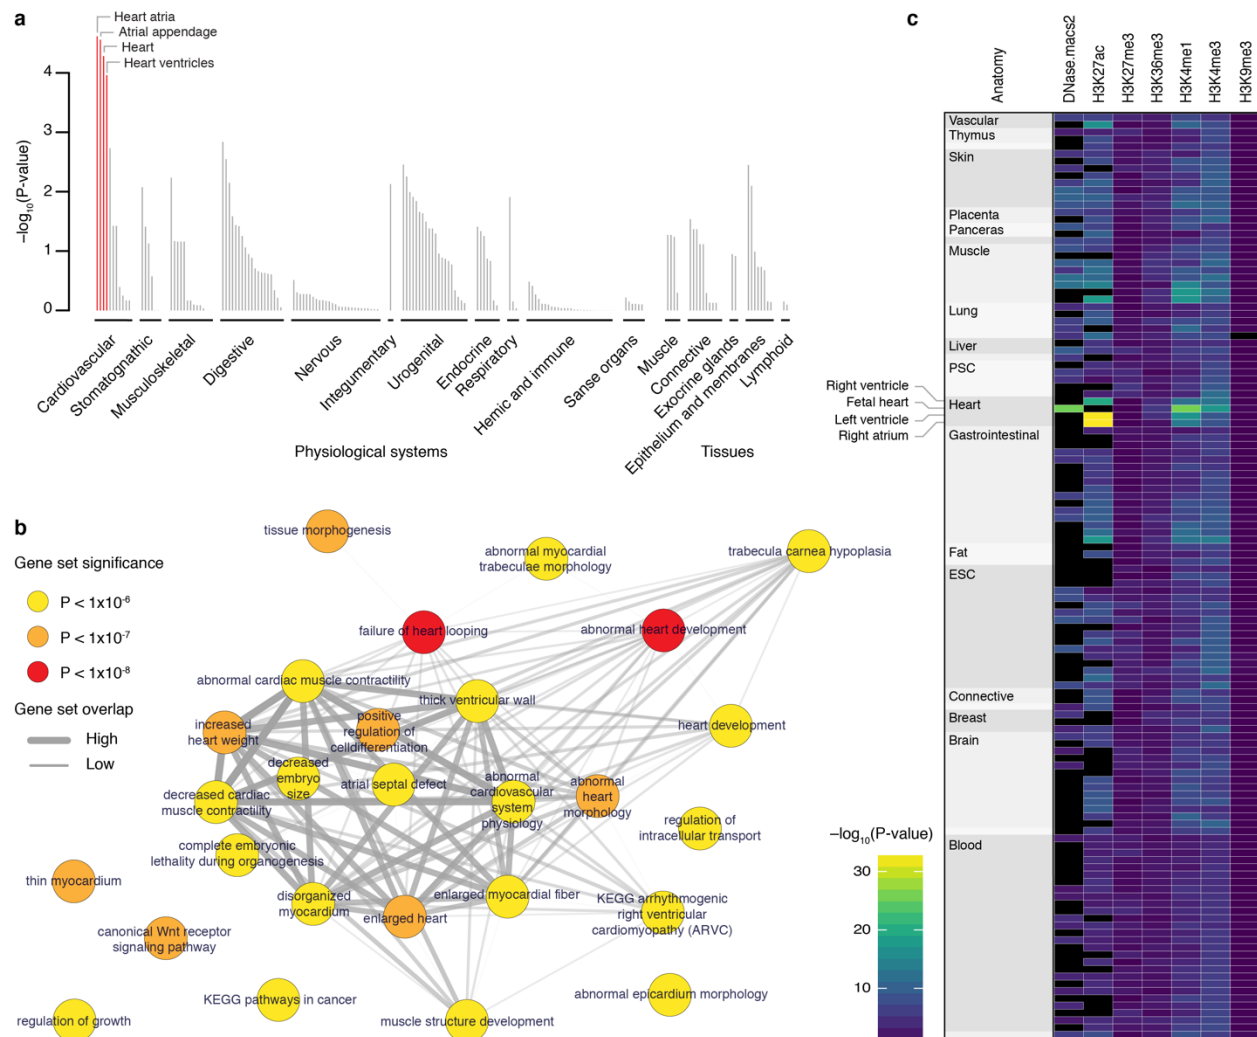 a
Heart atria
Atrial appendage
Heart
Heart ventricles
−log10(P-value)
4
3
2
1
0
Cardiovascular
Stomatognathic
Musculoskeletal
Digestive
Nervous
Integumentary
Urogenital
Endocrine
Respiratory
Hemic and immune
Sanse organs
Muscle
Connective
Exocrine glands
Epithelium and membranes
Lymphoid
Physiological systems
Tissues
b
Gene set significance
P < 1x10-6
P < 1x10-7
P < 1x10-8
Gene set overlap
High
Low
tissue morphogenesis
abnormal myocardial
trabeculae morphology
trabecula carnea hypoplasia
failure of heart looping
abnormal heart development
abnormal cardiac muscle contractility
thick ventricular wall
increased
heart weight
positive
regulation of
celldifferentiation
heart development
decreased
embryo
size
atrial septal defect
abnormal
cardiovascular
system
physiology
abnormal
heart
morphology
decreased cardiac
muscle contractility
regulation of
intracellular transport
complete embryonic
lethality during organogenesis
thin myocardium
disorganized
myocardium
enlarged heart
enlarged myocardial fiber
KEGG arrhythmogenic
right ventricular
cardiomyopathy (ARVC)
canonical Wnt receptor
signaling pathway
KEGG pathways in cancer
abnormal epicardium morphology
regulation of growth
muscle structure development
−log10(P-value)
30
20
10
c
Anatomy
DNase.macs2
H3K27ac
H3K27me3
H3K36me3
H3K4me1
H3K4me3
H3K9me3
Vascular
Thymus
Skin
Placenta
Panceras
Muscle
Lung
Liver
PSC
Heart
Right ventricle
Fetal heart
Left ventricle
Right atrium
Gastrointestinal
Fat
ESC
Connective
Breast
Brain
Blood